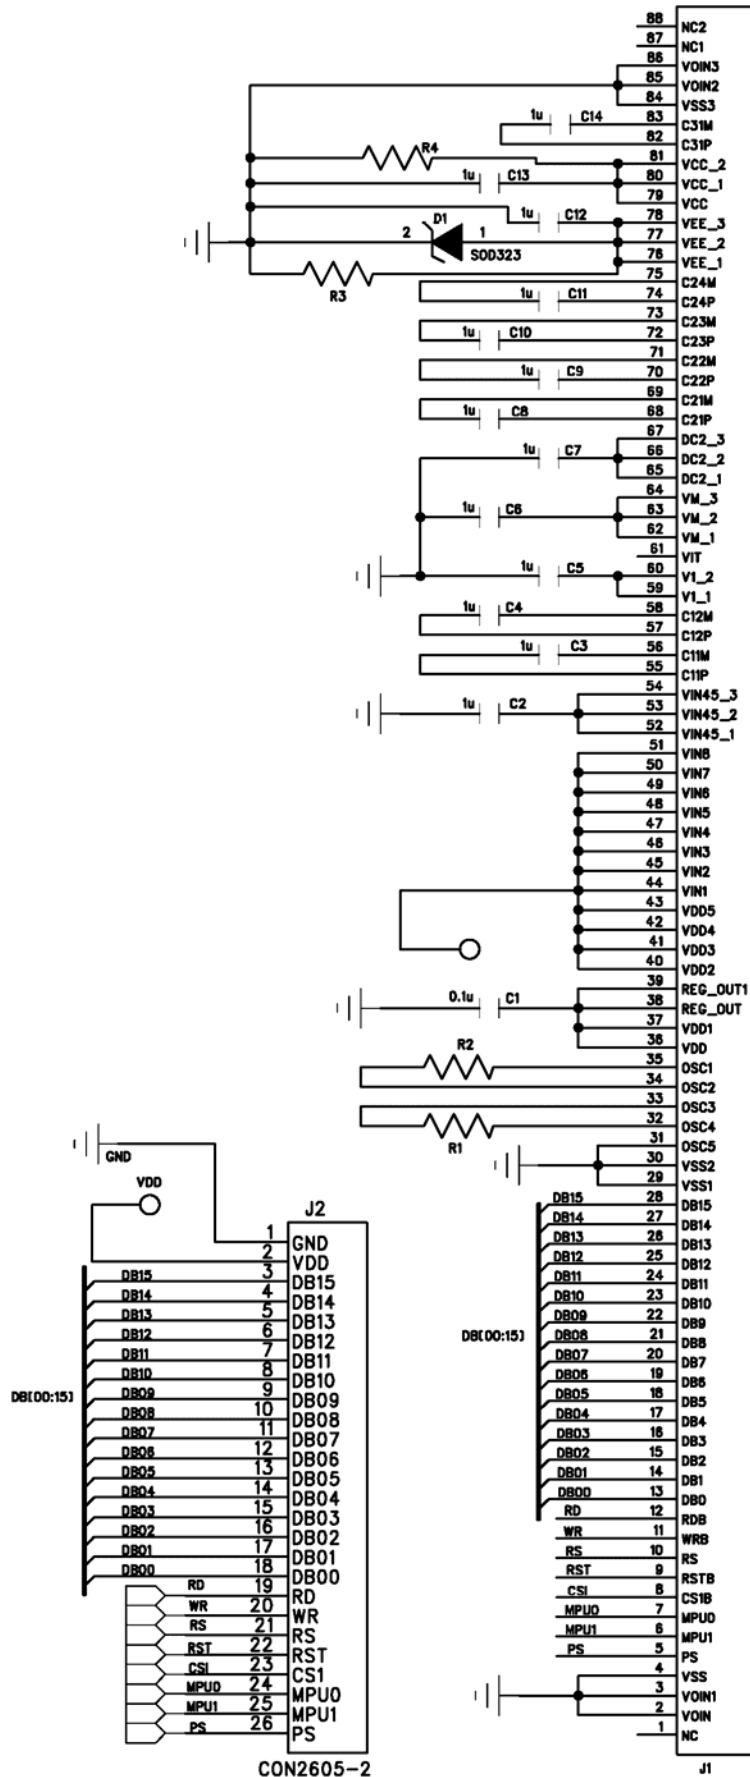 88 NC2
87 NC1
86 VOIN3
85 VOIN2
84 VSS3
1u C14 83 C31M
82 C31P
R4 81 VCC_2
1u C13 80 VCC_1
79 VCC
1u C12 78 VEE_3
D1 2 1 77 VEE_2
SOD323 76 VEE_1
R3 75 C24M
1u C11 74 C24P
73 C23M
1u C10 72 C23P
71 C22M
1u C9 70 C22P
69 C21M
1u C8 68 C21P
67 DC2_3
1u C7 66 DC2_2
65 DC2_1
64 VM_3
1u C6 63 VM_2
62 VM_1
61 VIT
1u C5 60 V1_2
59 V1_1
1u C4 58 C12M
57 C12P
1u C3 56 C11M
55 C11P
54 VIN45_3
1u C2 53 VIN45_2
52 VIN45_1
51 VIN8
50 VIN7
49 VIN6
48 VIN5
47 VIN4
46 VIN3
45 VIN2
44 VIN1
43 VDD5
42 VDD4
41 VDD3
40 VDD2
39 REG_OUT1
0.1u C1 38 REG_OUT
37 VDD1
36 VDD
R2 35 OSC1
34 OSC2
33 OSC3
32 OSC4
R1 31 OSC5
30 VSS2
29 VSS1
DB15 28 DB15
DB14 27 DB14
DB13 26 DB13
DB12 25 DB12
DB11 24 DB11
DB10 23 DB10
DB09 22 DB9
DB[00:15] DB08 21 DB8
DB07 20 DB7
DB06 19 DB6
DB05 18 DB5
DB04 17 DB4
DB03 16 DB3
DB02 15 DB2
DB01 14 DB1
DB00 13 DB0
RD 12 RDB
WR 11 WRB
RS 10 RS
RST 9 RSTB
CSI 8 CS1B
MPU0 7 MPU0
MPU1 6 MPU1
PS 5 PS
4 VSS
3 VOIN1
2 VOIN
1 NC
J1
GND
VDD
J2
1 GND
2 VDD
DB15 3 DB15
DB14 4 DB14
DB13 5 DB13
DB12 6 DB12
DB11 7 DB11
DB10 8 DB10
DB[00:15] DB09 9 DB09
DB08 10 DB08
DB07 11 DB07
DB06 12 DB06
DB05 13 DB05
DB04 14 DB04
DB03 15 DB03
DB02 16 DB02
DB01 17 DB01
DB00 18 DB00
RD 19 RD
WR 20 WR
RS 21 RS
RST 22 RST
CSI 23 CS1
MPU0 24 MPU0
MPU1 25 MPU1
PS 26 PS
CON2605-2